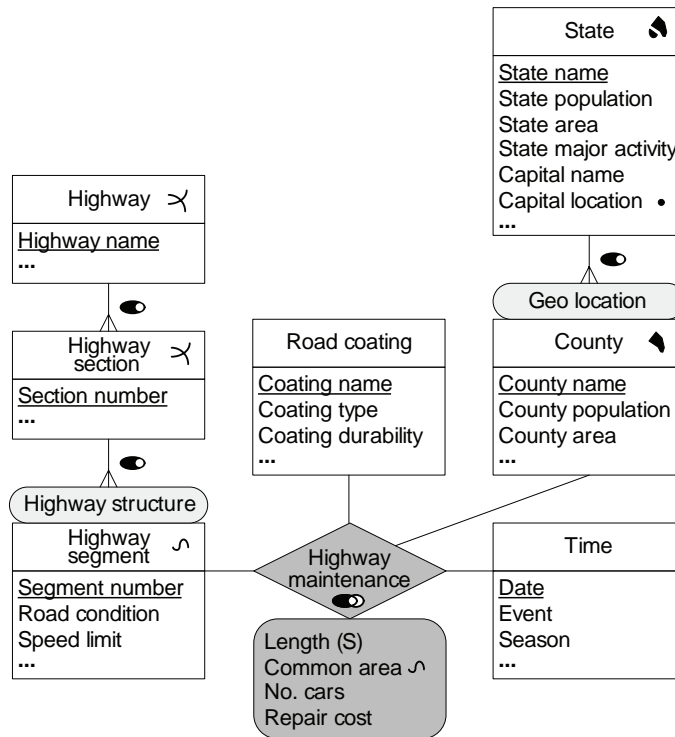 State
State name
State population
State area
State major activity
Capital name
Capital location
...
Highway
Highway name
...
Geo location
Highway
section
Section number
...
Road coating
Coating name
Coating type
Coating durability
...
County
County name
County population
County area
...
Highway structure
Highway
segment
Segment number
Road condition
Speed limit
...
Highway
maintenance
Length (S)
Common area
No. cars
Repair cost
Time
Date
Event
Season
...